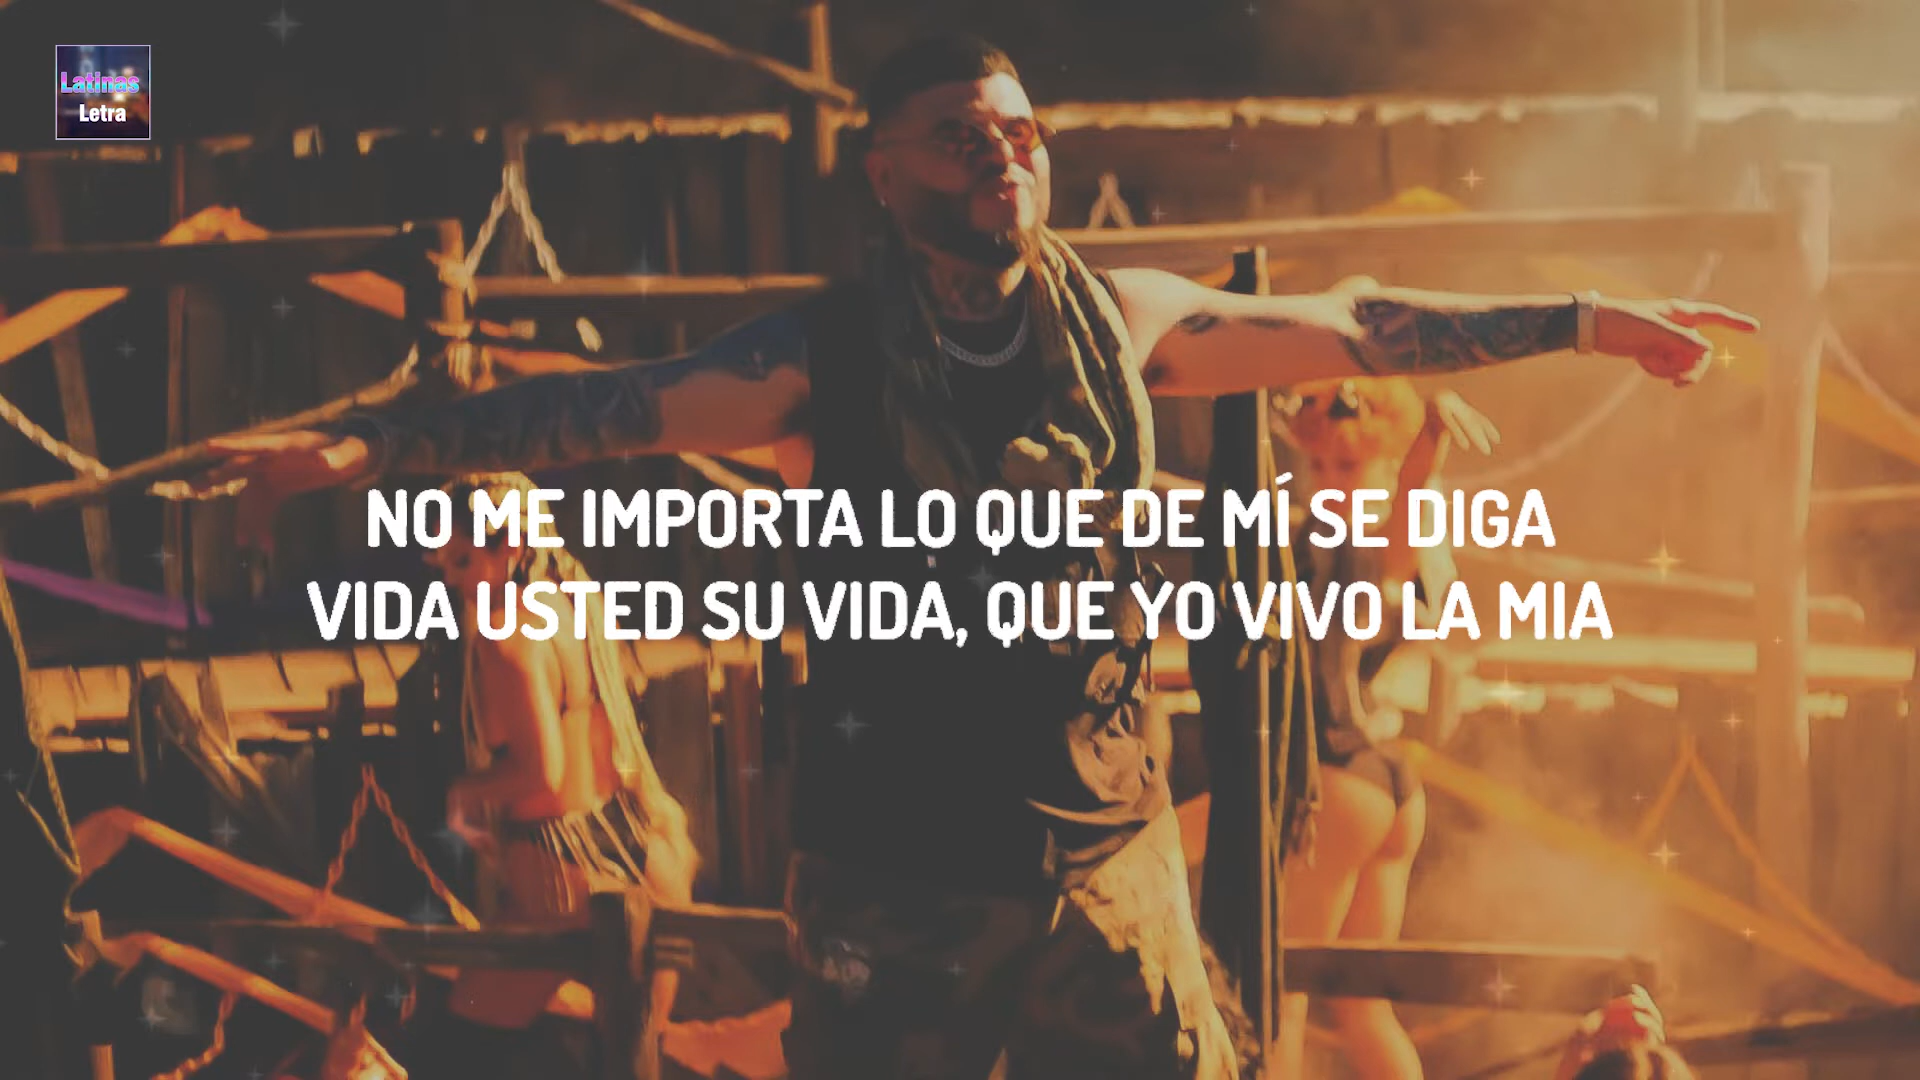 Latinas
Letra
NO ME IMPORTA LO QUE DE MÍ SE DIGA
VIDA USTED SU VIDA, QUE YO VIVO LA MIA